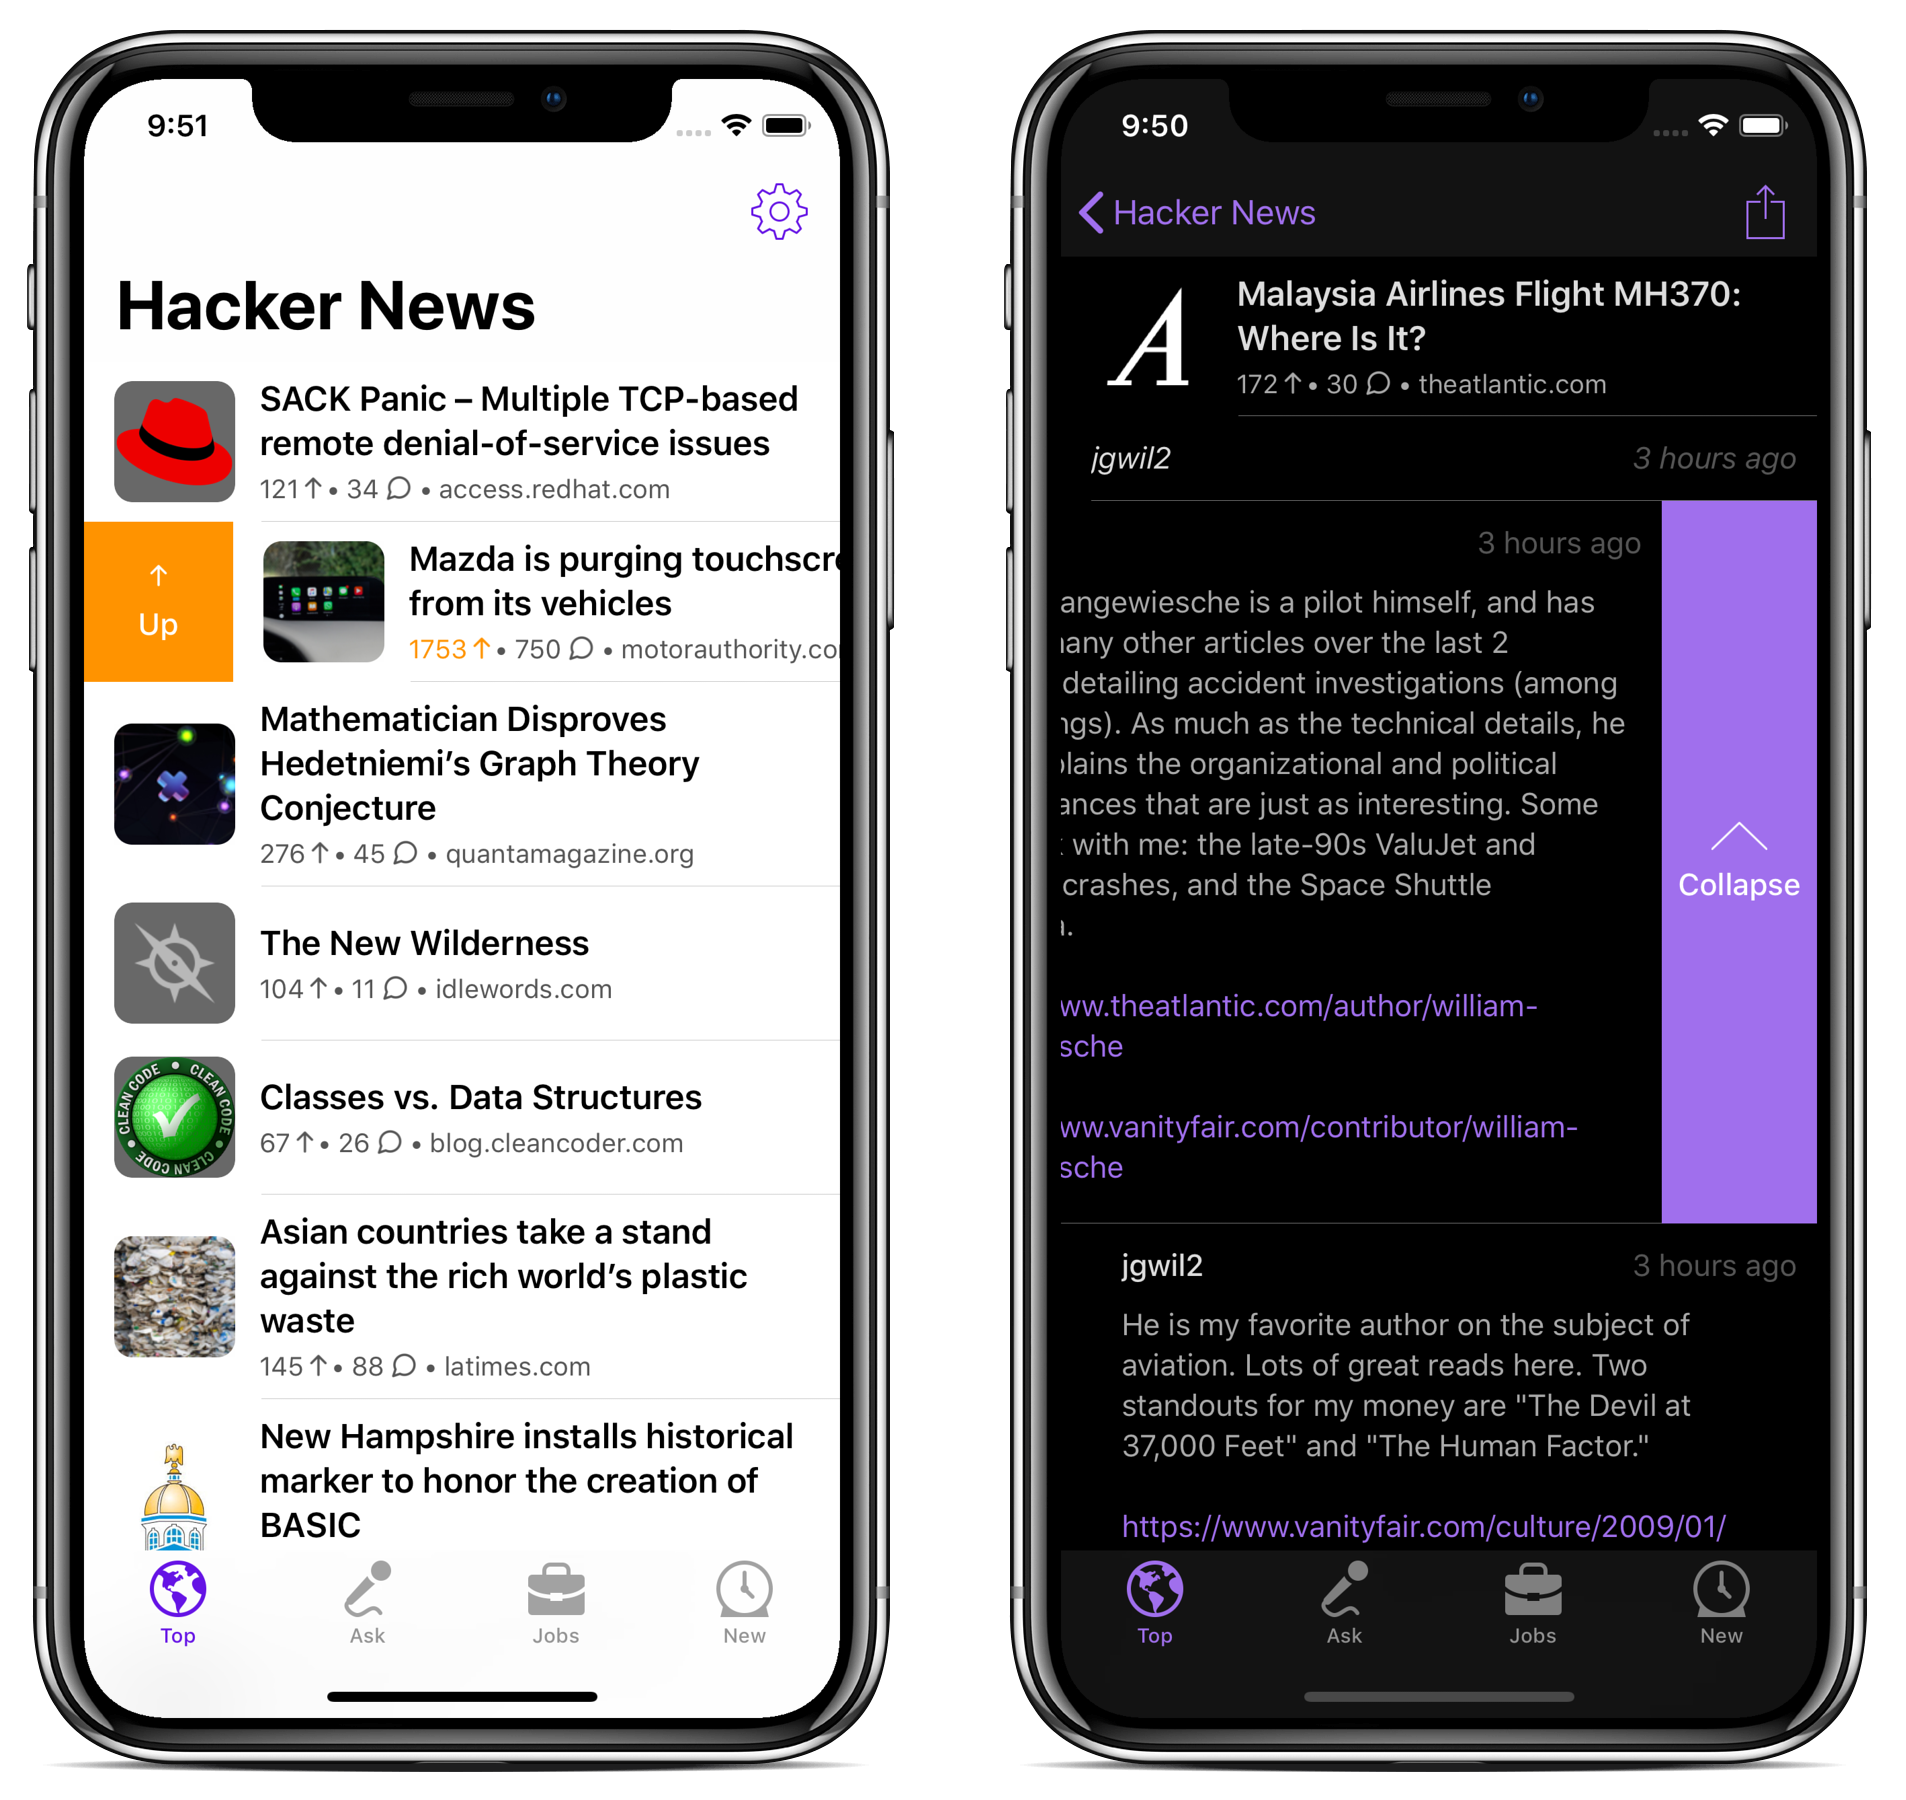 9:51
Hacker News
SACK Panic – Multiple TCP-based
remote denial-of-service issues
121 ↑ • 34 • access.redhat.com
↑
Up
Mazda is purging touchscre
from its vehicles
1753 ↑ • 750 • motorauthority.co
Mathematician Disproves
Hedetniemi’s Graph Theory
Conjecture
276 ↑ • 45 • quantamagazine.org
The New Wilderness
104 ↑ • 11 • idlewords.com
CLEAN CODE • CLEAN CODE • CLEAN CODE •
Classes vs. Data Structures
67 ↑ • 26 • blog.cleancoder.com
Asian countries take a stand
against the rich world’s plastic
waste
145 ↑ • 88 • latimes.com
New Hampshire installs historical
marker to honor the creation of
BASIC
Top
Ask
Jobs
New
9:50
Hacker News
A
Malaysia Airlines Flight MH370:
Where Is It?
172 ↑ • 30 • theatlantic.com
jgwil2
3 hours ago
3 hours ago
angewiesche is a pilot himself, and has
any other articles over the last 2
detailing accident investigations (among
ngs). As much as the technical details, he
lains the organizational and political
ances that are just as interesting. Some
with me: the late-90s ValuJet and
crashes, and the Space Shuttle
.
ww.theatlantic.com/author/william-
sche
ww.vanityfair.com/contributor/william-
sche
Collapse
jgwil2
3 hours ago
He is my favorite author on the subject of
aviation. Lots of great reads here. Two
standouts for my money are "The Devil at
37,000 Feet" and "The Human Factor."
https://www.vanityfair.com/culture/2009/01/
Top
Ask
Jobs
New